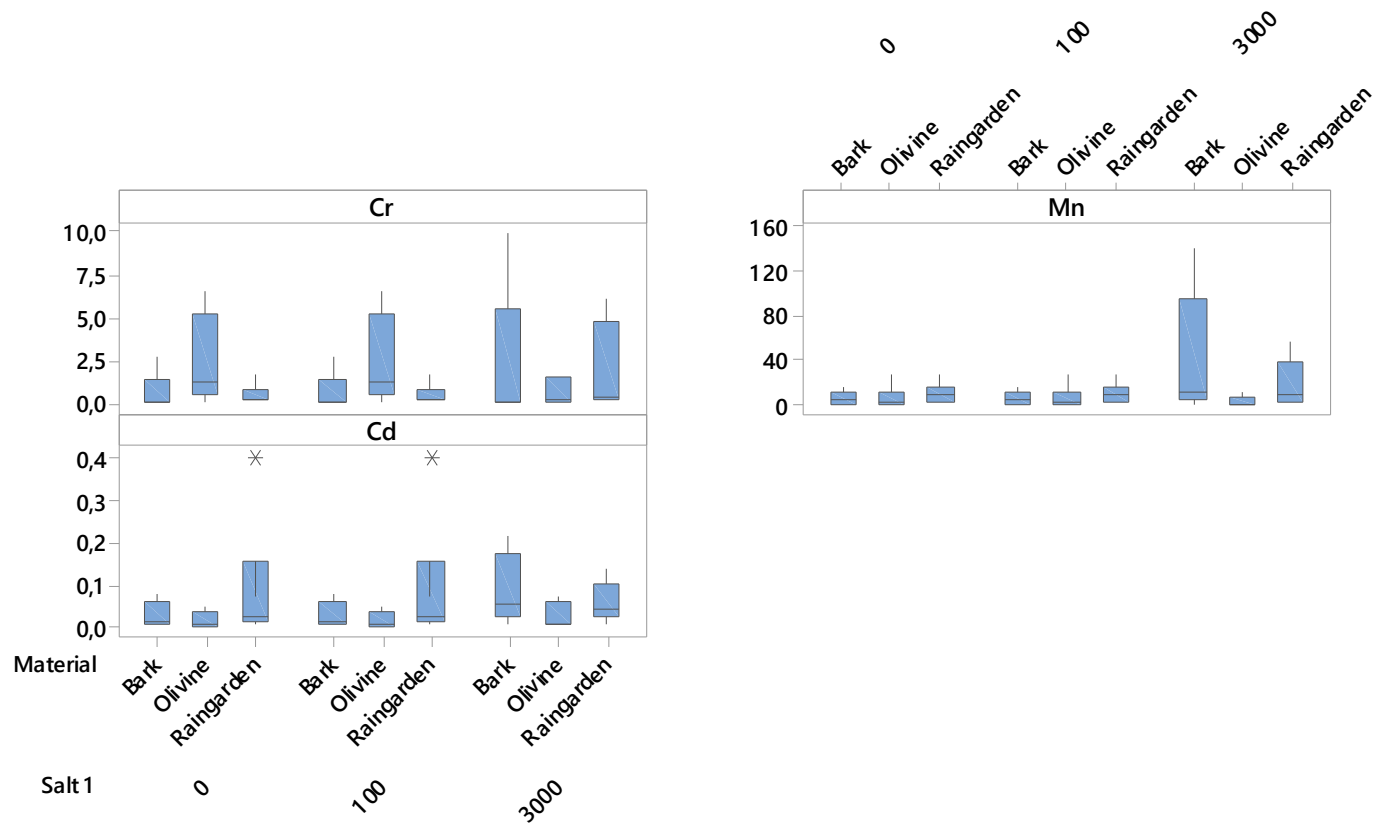 0 100 3000
Bark Olivine Raingarden Bark Olivine Raingarden Bark Olivine Raingarden
Cr
10,0
7,5
5,0
2,5
0,0
Mn
160
120
80
40
0
Cd
0,4
0,3
0,2
0,1
0,0
Material Bark Olivine Raingarden Bark Olivine Raingarden Bark Olivine Raingarden
Salt 1 0 100 3000